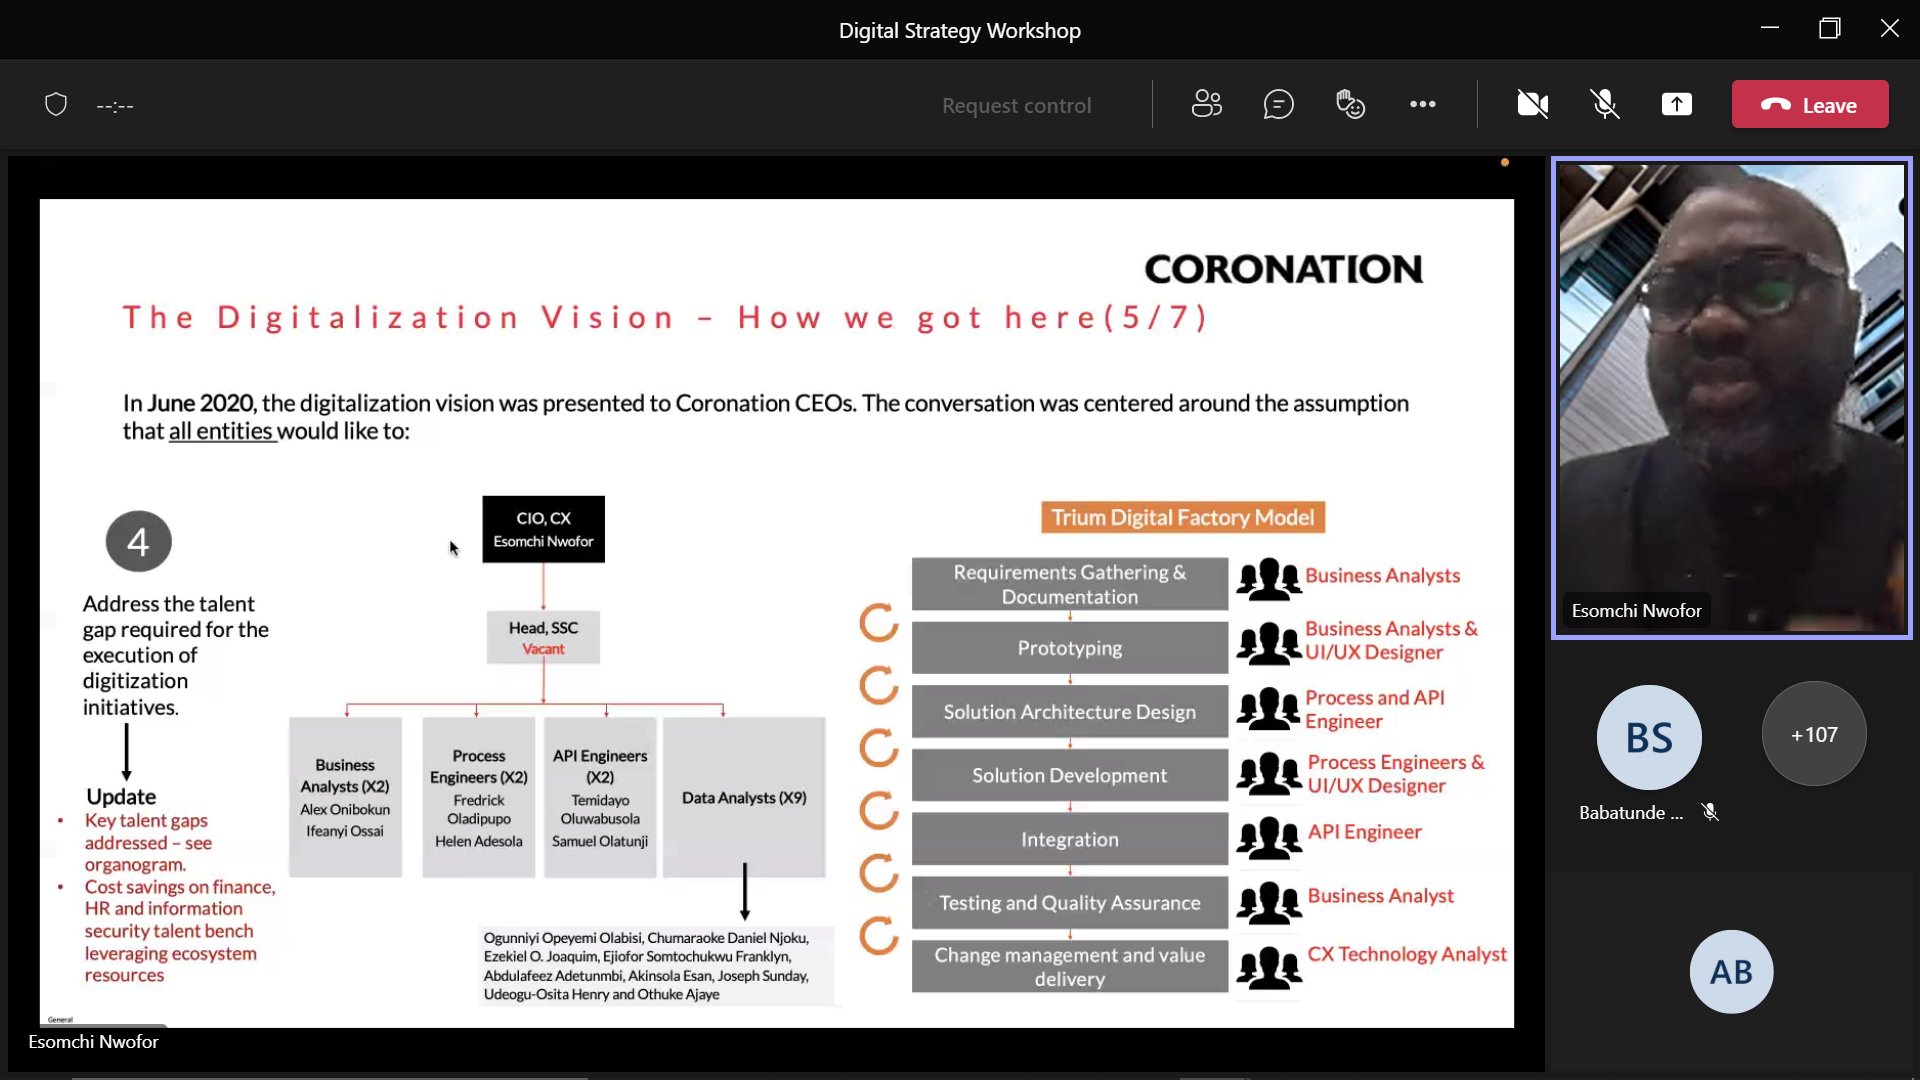 Digital Strategy Workshop
--:--
Request control
Leave
CORONATION
The Digitalization Vision – How we got here(5/7)
In June 2020, the digitalization vision was presented to Coronation CEOs. The conversation was centered around the assumption
that all entities would like to:
4
Address the talent
gap required for the
execution of
digitization
initiatives.
Update
• Key talent gaps
addressed – see
organogram.
• Cost savings on finance,
HR and information
security talent bench
leveraging ecosystem
resources
CIO, CX
Esomchi Nwofor
Head, SSC
Vacant
Business
Analysts (X2)
Alex Onibokun
Ifeanyi Ossai
Process
Engineers (X2)
Fredrick
Oladipupo
Helen Adesola
API Engineers
(X2)
Temidayo
Oluwabusola
Samuel Olatunji
Data Analysts (X9)
Ogunniyi Opeyemi Olabisi, Chumaraoke Daniel Njoku,
Ezekiel O. Joaquim, Ejiofor Somtochukwu Franklyn,
Abdulafeez Adetunmbi, Akinsola Esan, Joseph Sunday,
Udeogu-Osita Henry and Othuke Ajaye
Trium Digital Factory Model
Requirements Gathering &
Documentation
Business Analysts
Prototyping
Business Analysts &
UI/UX Designer
Solution Architecture Design
Process and API
Engineer
Solution Development
Process Engineers &
UI/UX Designer
Integration
API Engineer
Testing and Quality Assurance
Business Analyst
Change management and value
delivery
CX Technology Analyst
General
Esomchi Nwofor
Esomchi Nwofor
BS
+107
Babatunde ...
AB